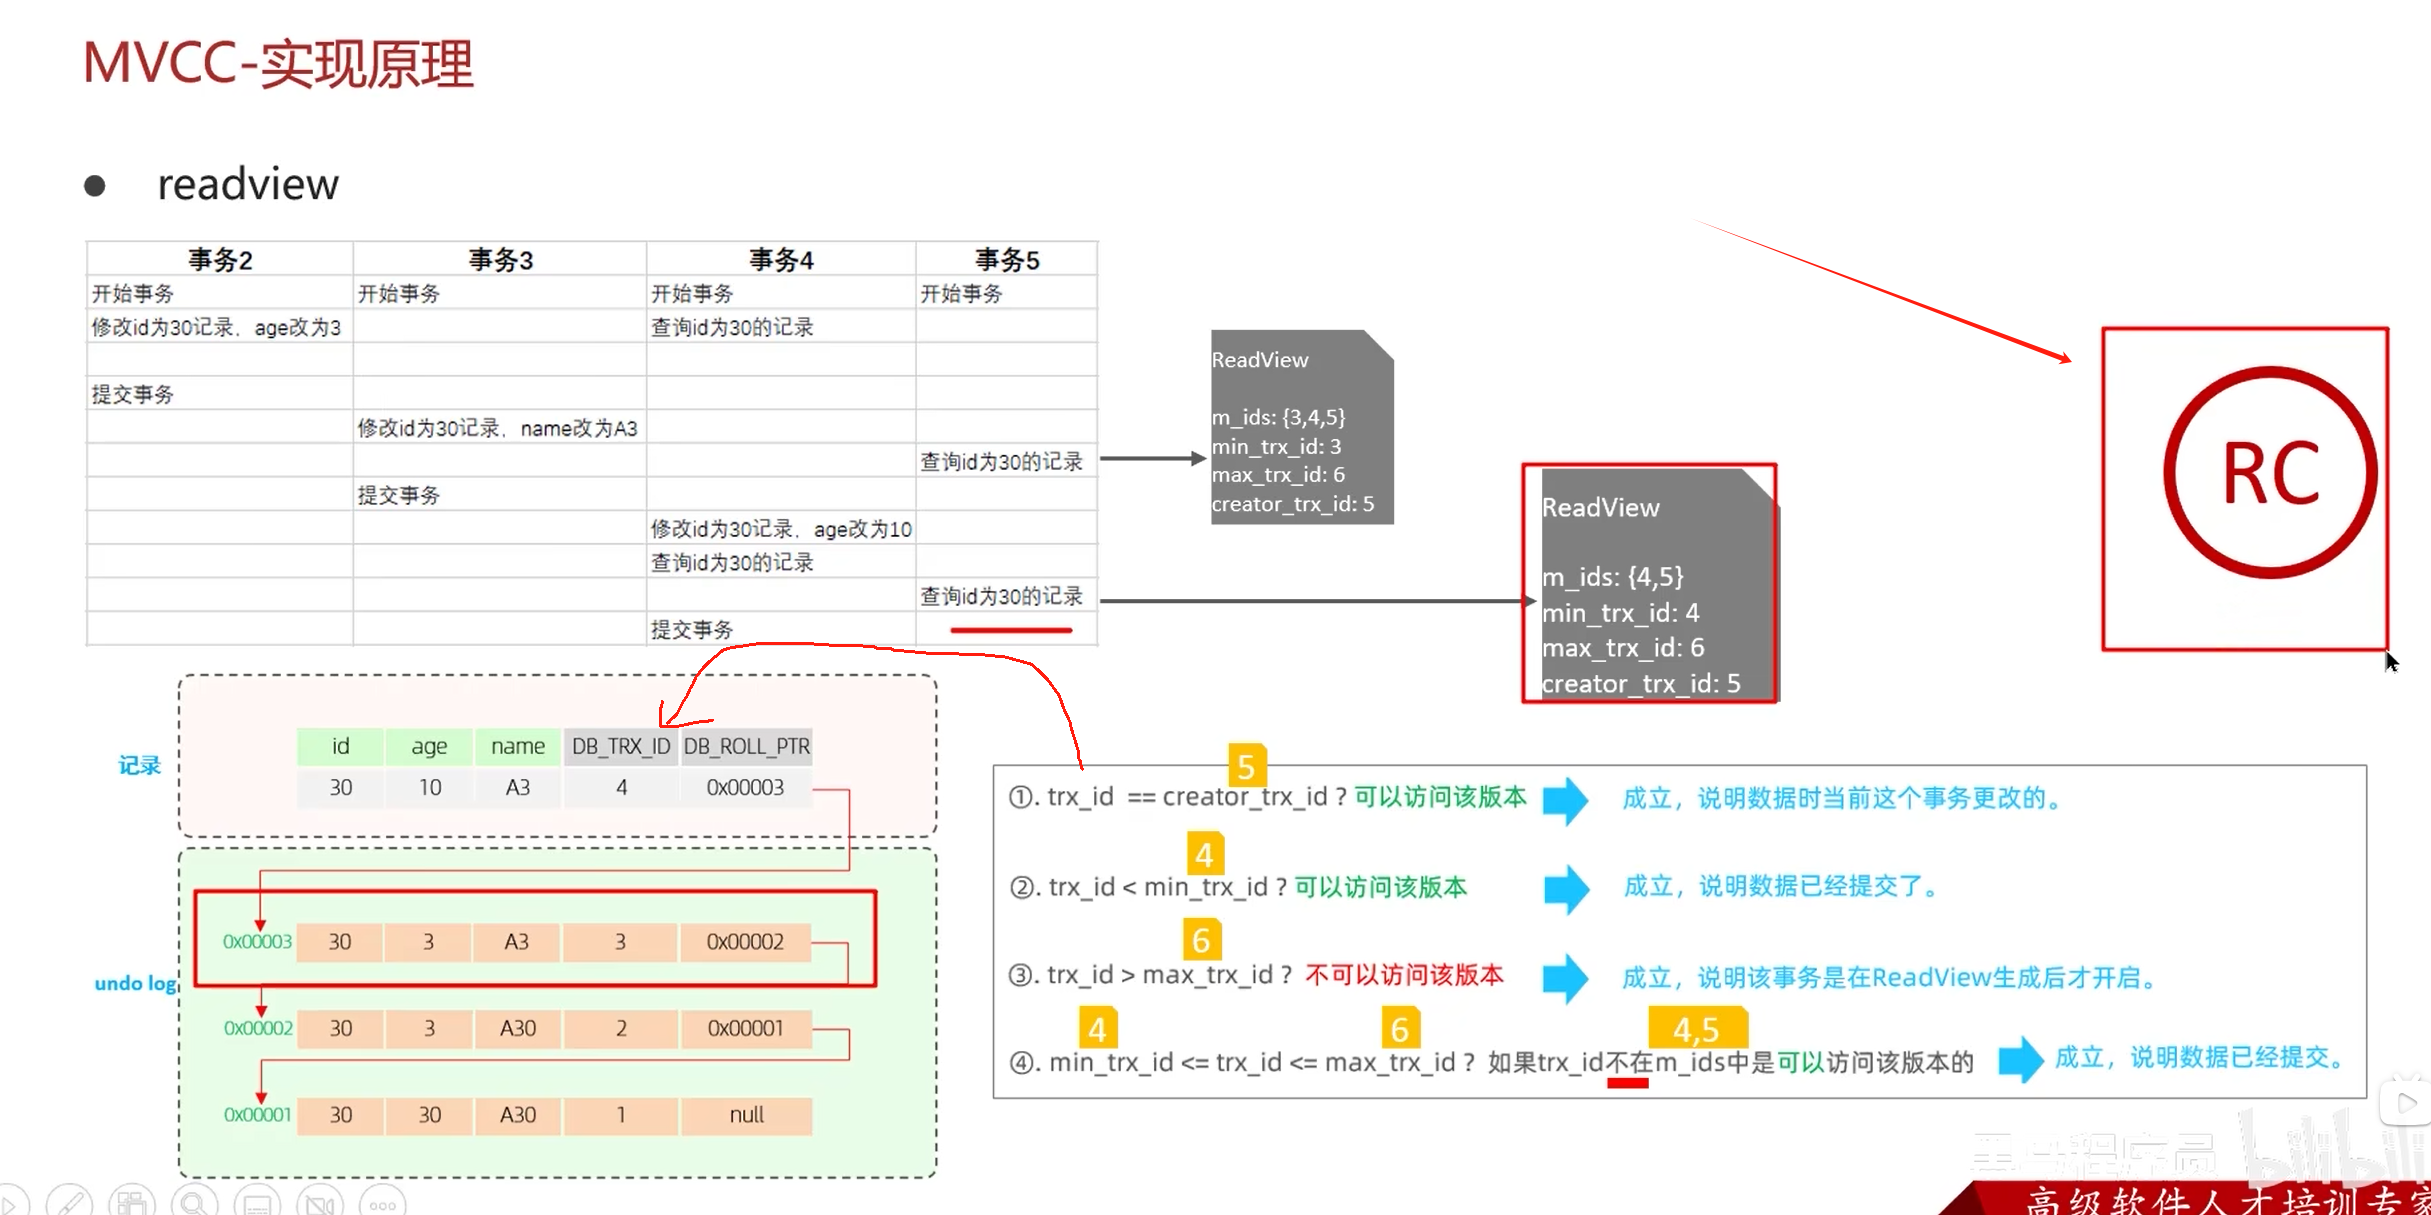 MVCC-实现原理
● readview
事务2 事务3 事务4 事务5
开始事务 开始事务 开始事务 开始事务
修改id为30记录，age改为3 查询id为30的记录
提交事务
修改id为30记录，name改为A3
查询id为30的记录
提交事务
修改id为30记录，age改为10
查询id为30的记录
查询id为30的记录
提交事务
ReadView
m_ids: {3,4,5}
min_trx_id: 3
max_trx_id: 6
creator_trx_id: 5
ReadView
m_ids: {4,5}
min_trx_id: 4
max_trx_id: 6
creator_trx_id: 5
RC
记录
id age name DB_TRX_ID DB_ROLL_PTR
30 10 A3 4 0x00003
undo log
0x00003 30 3 A3 3 0x00002
0x00002 30 3 A30 2 0x00001
0x00001 30 30 A30 1 null
5
①. trx_id == creator_trx_id ? 可以访问该版本 成立，说明数据时当前这个事务更改的。
4
②. trx_id < min_trx_id ? 可以访问该版本 成立，说明数据已经提交了。
6
③. trx_id > max_trx_id ? 不可以访问该版本 成立，说明该事务是在ReadView生成后才开启。
4 6 4,5
④. min_trx_id <= trx_id <= max_trx_id ? 如果trx_id不在m_ids中是可以访问该版本的 成立，说明数据已经提交。
黑马程序员 bilibili
高级软件人才培训专家